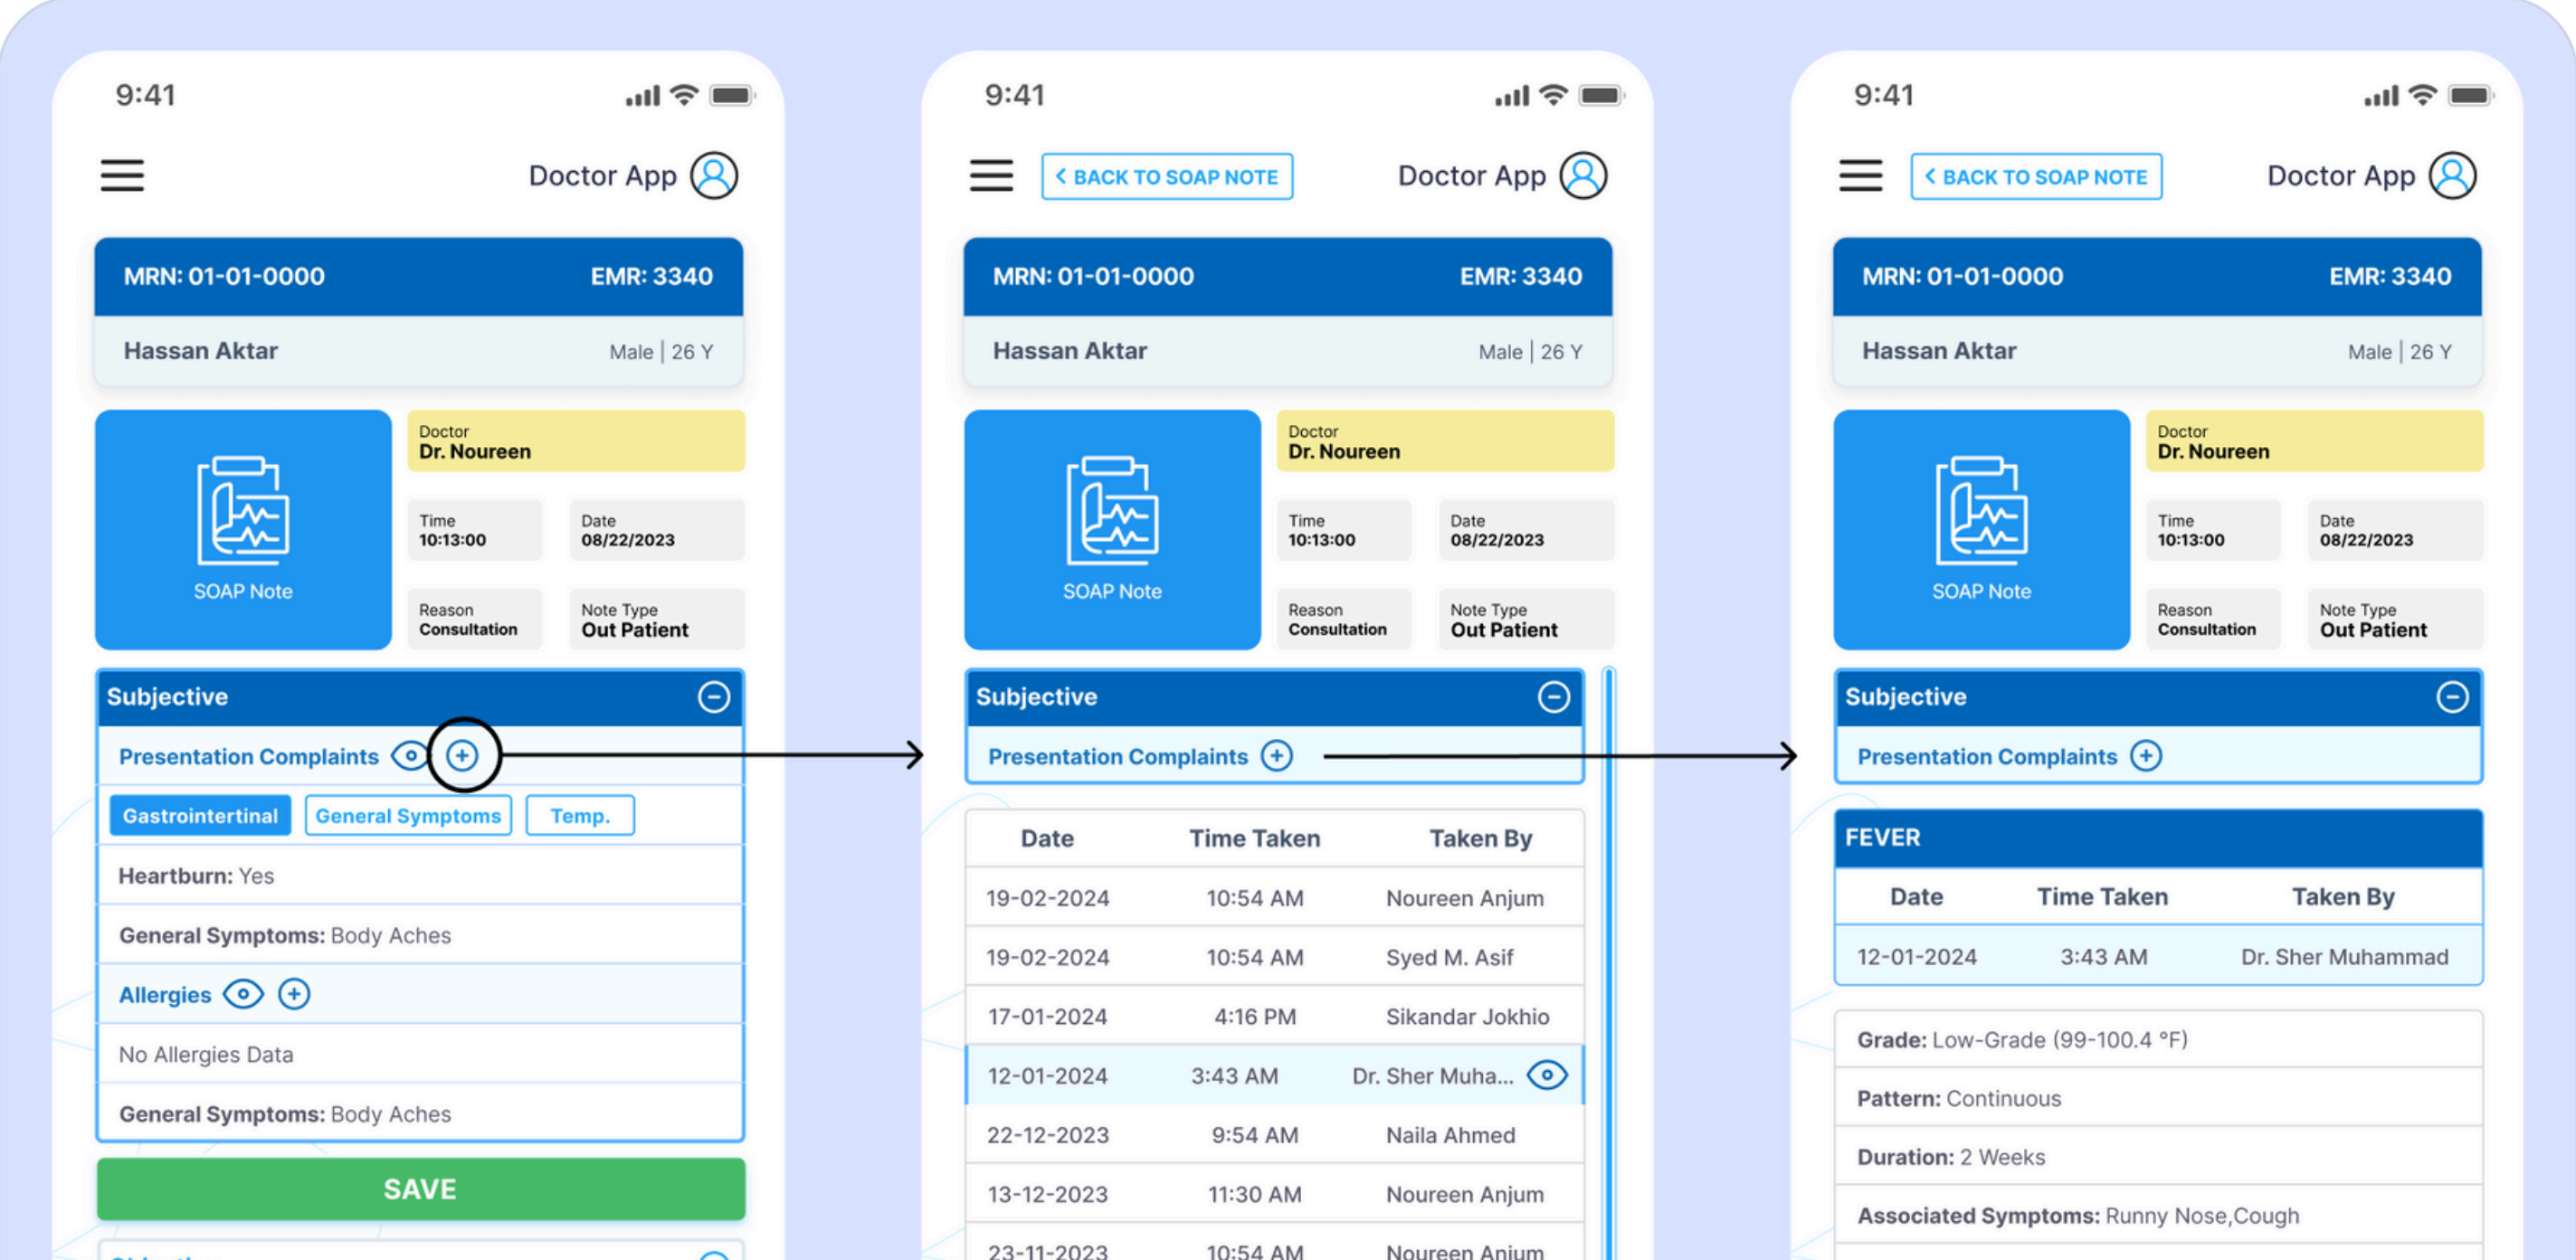 9:41
Doctor App
MRN: 01-01-0000 EMR: 3340
Hassan Aktar Male | 26 Y
SOAP Note
Doctor
Dr. Noureen
Time
10:13:00
Date
08/22/2023
Reason
Consultation
Note Type
Out Patient
Subjective
Presentation Complaints
Gastrointertinal General Symptoms Temp.
Heartburn: Yes
General Symptoms: Body Aches
Allergies
No Allergies Data
General Symptoms: Body Aches
SAVE
9:41
< BACK TO SOAP NOTE Doctor App
MRN: 01-01-0000 EMR: 3340
Hassan Aktar Male | 26 Y
SOAP Note
Doctor
Dr. Noureen
Time
10:13:00
Date
08/22/2023
Reason
Consultation
Note Type
Out Patient
Subjective
Presentation Complaints
Date Time Taken Taken By
19-02-2024 10:54 AM Noureen Anjum
19-02-2024 10:54 AM Syed M. Asif
17-01-2024 4:16 PM Sikandar Jokhio
12-01-2024 3:43 AM Dr. Sher Muha...
22-12-2023 9:54 AM Naila Ahmed
13-12-2023 11:30 AM Noureen Anjum
23-11-2023 10:54 AM Noureen Anjum
9:41
< BACK TO SOAP NOTE Doctor App
MRN: 01-01-0000 EMR: 3340
Hassan Aktar Male | 26 Y
SOAP Note
Doctor
Dr. Noureen
Time
10:13:00
Date
08/22/2023
Reason
Consultation
Note Type
Out Patient
Subjective
Presentation Complaints
FEVER
Date Time Taken Taken By
12-01-2024 3:43 AM Dr. Sher Muhammad
Grade: Low-Grade (99-100.4 °F)
Pattern: Continuous
Duration: 2 Weeks
Associated Symptoms: Runny Nose,Cough